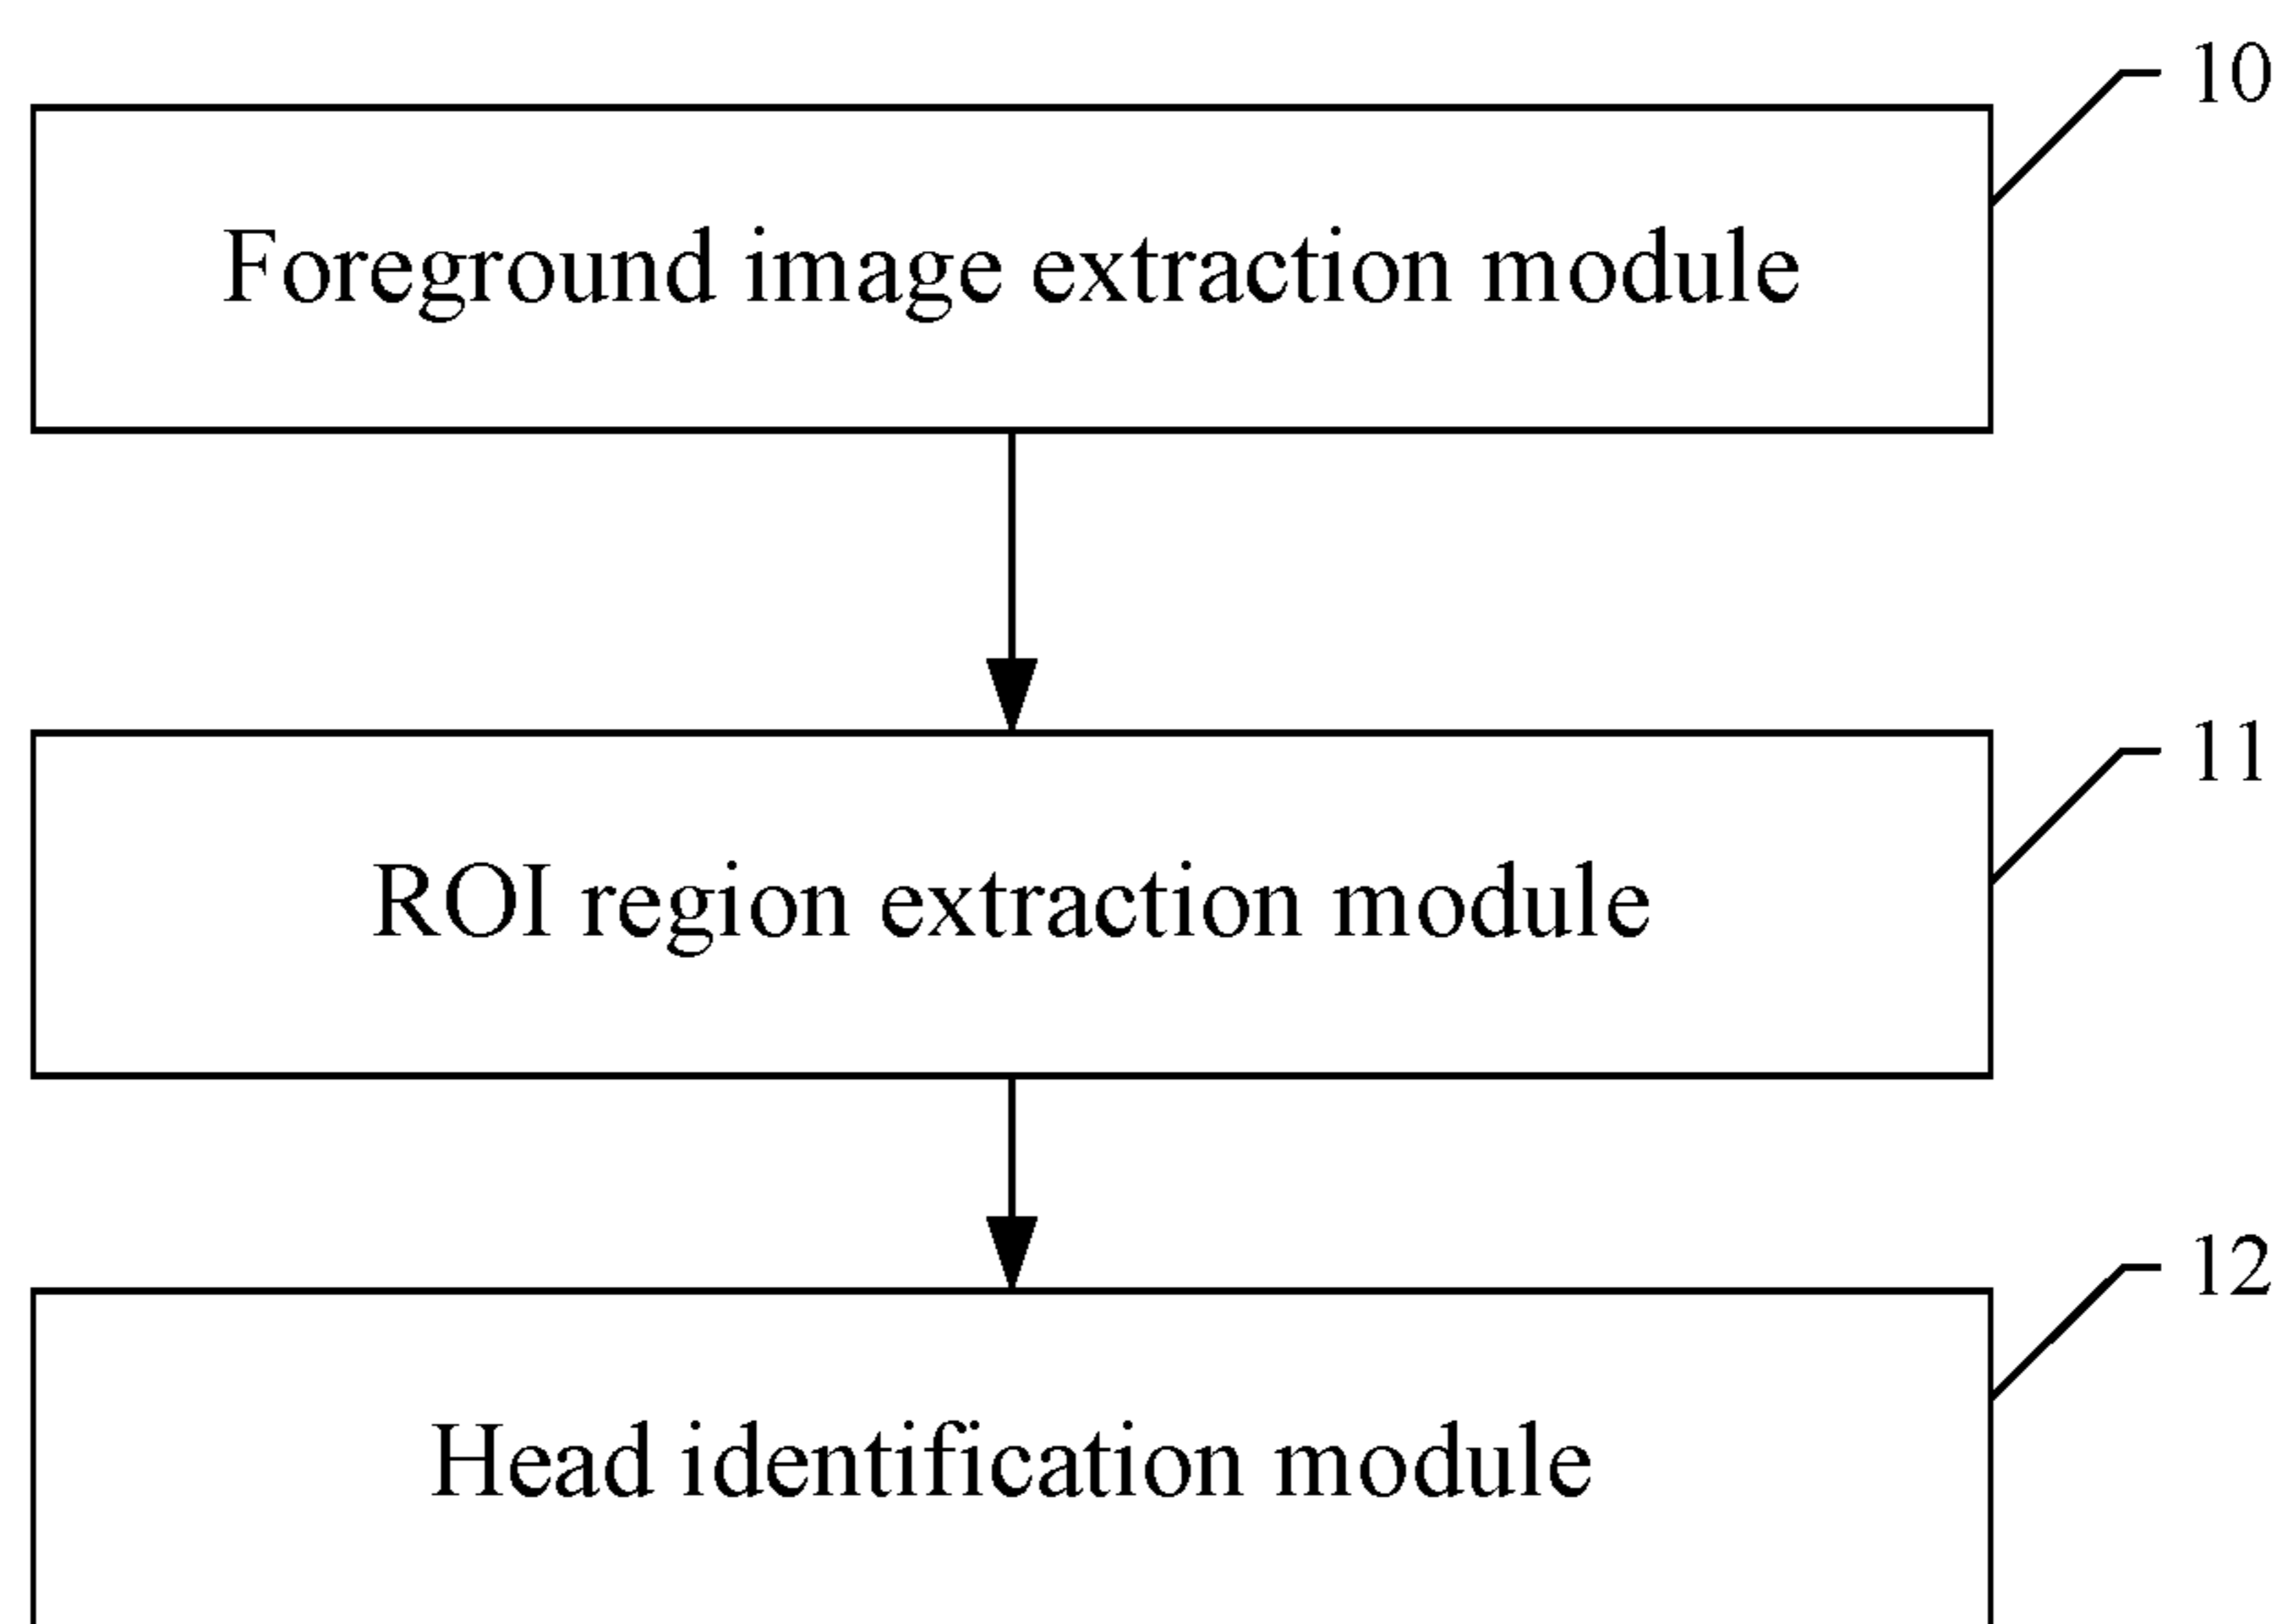 10
Foreground image extraction module
11
ROI region extraction module
12
Head identification module